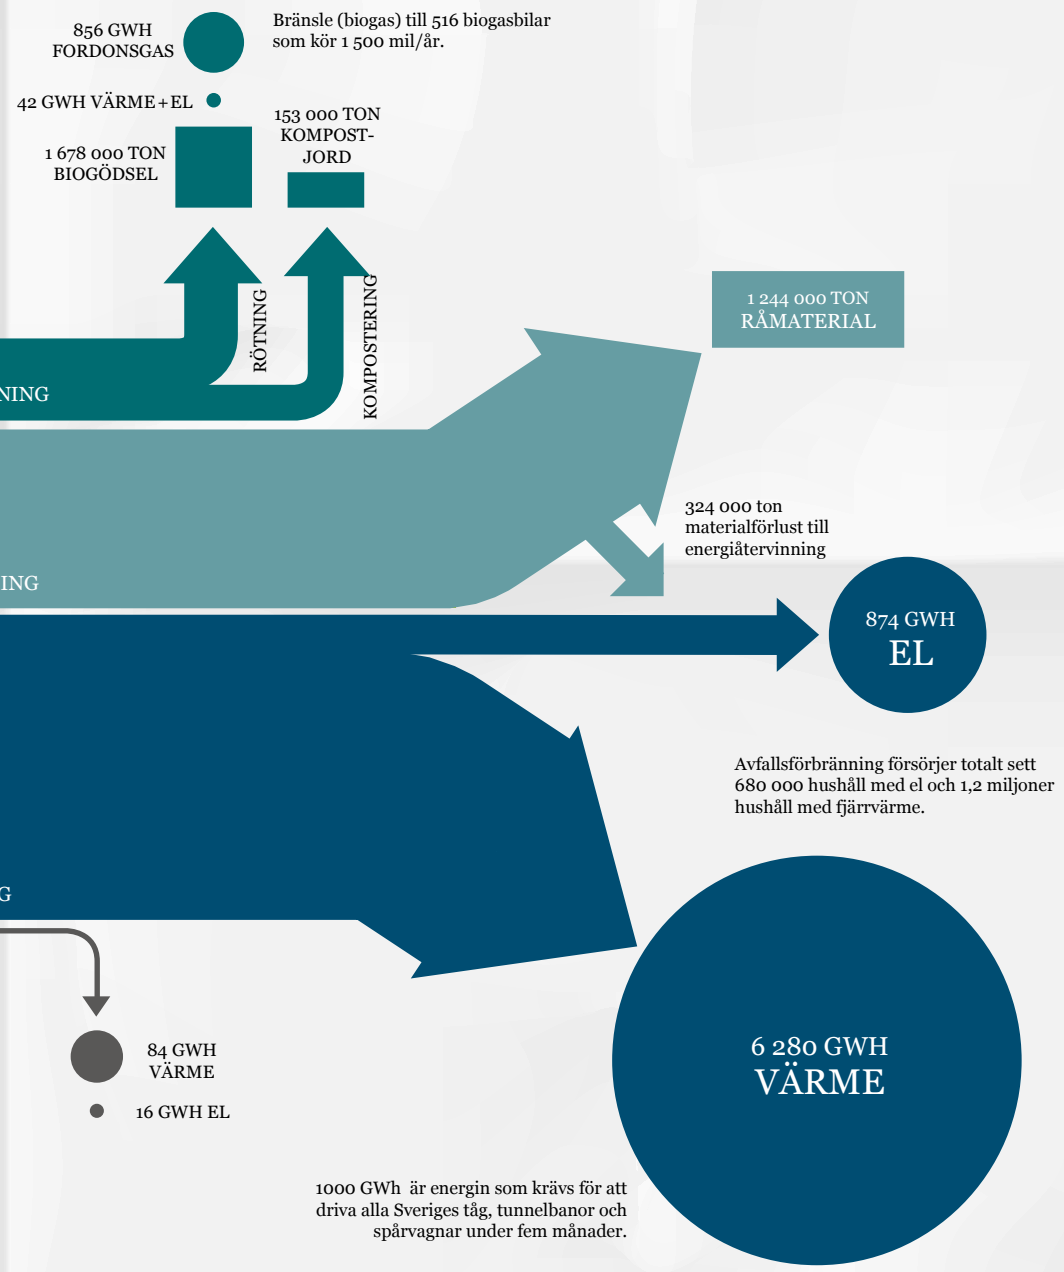 856 GWH
FORDONSGAS
Bränsle (biogas) till 516 biogasbilar
som kör 1 500 mil/år.
42 GWH VÄRME+EL
153 000 TON
KOMPOST-
JORD
1 678 000 TON
BIOGÖDSEL
RÖTNING
KOMPOSTERING
1 244 000 TON
RÅMATERIAL
NING
324 000 ton
materialförlust till
energiåtervinning
ING
874 GWH
EL
Avfallsförbränning försörjer totalt sett
680 000 hushåll med el och 1,2 miljoner
hushåll med fjärrvärme.
G
84 GWH
VÄRME
16 GWH EL
6 280 GWH
VÄRME
1000 GWh är energin som krävs för att
driva alla Sveriges tåg, tunnelbanor och
spårvagnar under fem månader.